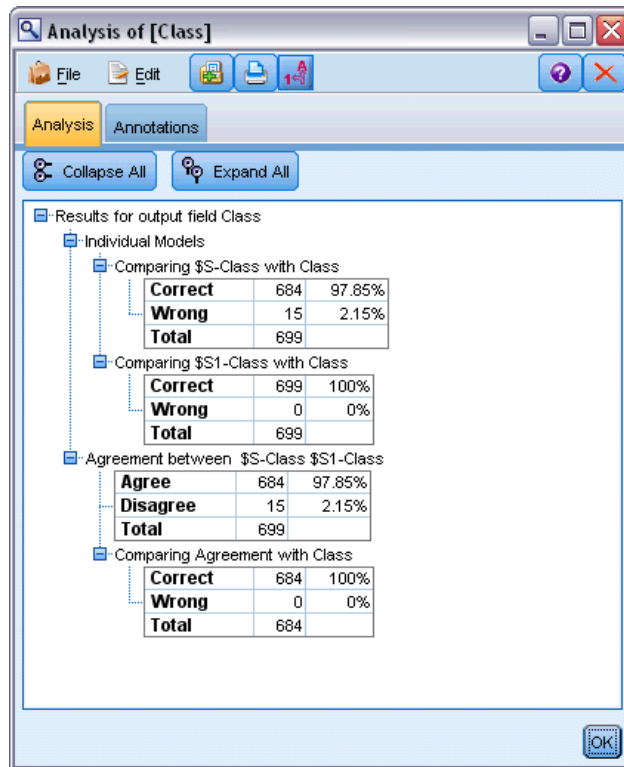 Analysis of [Class]
File Edit
Analysis Annotations
Collapse All Expand All
Results for output field Class
Individual Models
Comparing $S-Class with Class
Correct 684 97.85%
Wrong 15 2.15%
Total 699
Comparing $S1-Class with Class
Correct 699 100%
Wrong 0 0%
Total 699
Agreement between $S-Class $S1-Class
Agree 684 97.85%
Disagree 15 2.15%
Total 699
Comparing Agreement with Class
Correct 684 100%
Wrong 0 0%
Total 684
OK